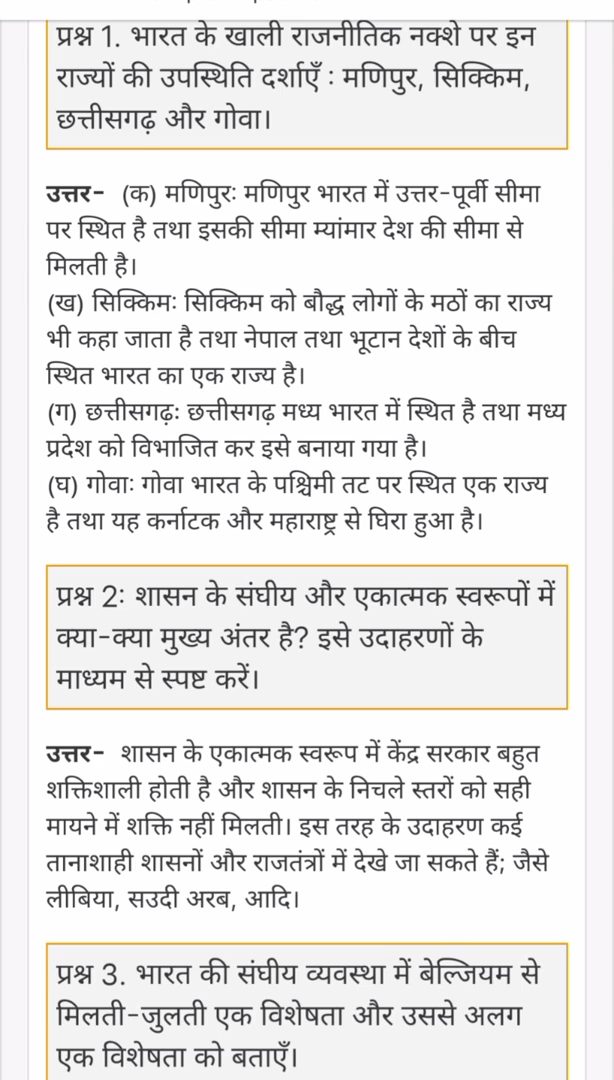 प्रश्न 1. भारत के खाली राजनीतिक नक्शे पर इन
राज्यों की उपस्थिति दर्शाएँ : मणिपुर, सिक्किम,
छत्तीसगढ़ और गोवा।
उत्तर- (क) मणिपुरः मणिपुर भारत में उत्तर-पूर्वी सीमा
पर स्थित है तथा इसकी सीमा म्यांमार देश की सीमा से
मिलती है।
(ख) सिक्किमः सिक्किम को बौद्ध लोगों के मठों का राज्य
भी कहा जाता है तथा नेपाल तथा भूटान देशों के बीच
स्थित भारत का एक राज्य है।
(ग) छत्तीसगढ़ः छत्तीसगढ़ मध्य भारत में स्थित है तथा मध्य
प्रदेश को विभाजित कर इसे बनाया गया है।
(घ) गोवाः गोवा भारत के पश्चिमी तट पर स्थित एक राज्य
है तथा यह कर्नाटक और महाराष्ट्र से घिरा हुआ है।
प्रश्न 2: शासन के संघीय और एकात्मक स्वरूपों में
क्या-क्या मुख्य अंतर है? इसे उदाहरणों के
माध्यम से स्पष्ट करें।
उत्तर- शासन के एकात्मक स्वरूप में केंद्र सरकार बहुत
शक्तिशाली होती है और शासन के निचले स्तरों को सही
मायने में शक्ति नहीं मिलती। इस तरह के उदाहरण कई
तानाशाही शासनों और राजतंत्रों में देखे जा सकते हैं; जैसे
लीबिया, सउदी अरब, आदि।
प्रश्न 3. भारत की संघीय व्यवस्था में बेल्जियम से
मिलती-जुलती एक विशेषता और उससे अलग
एक विशेषता को बताएँ।